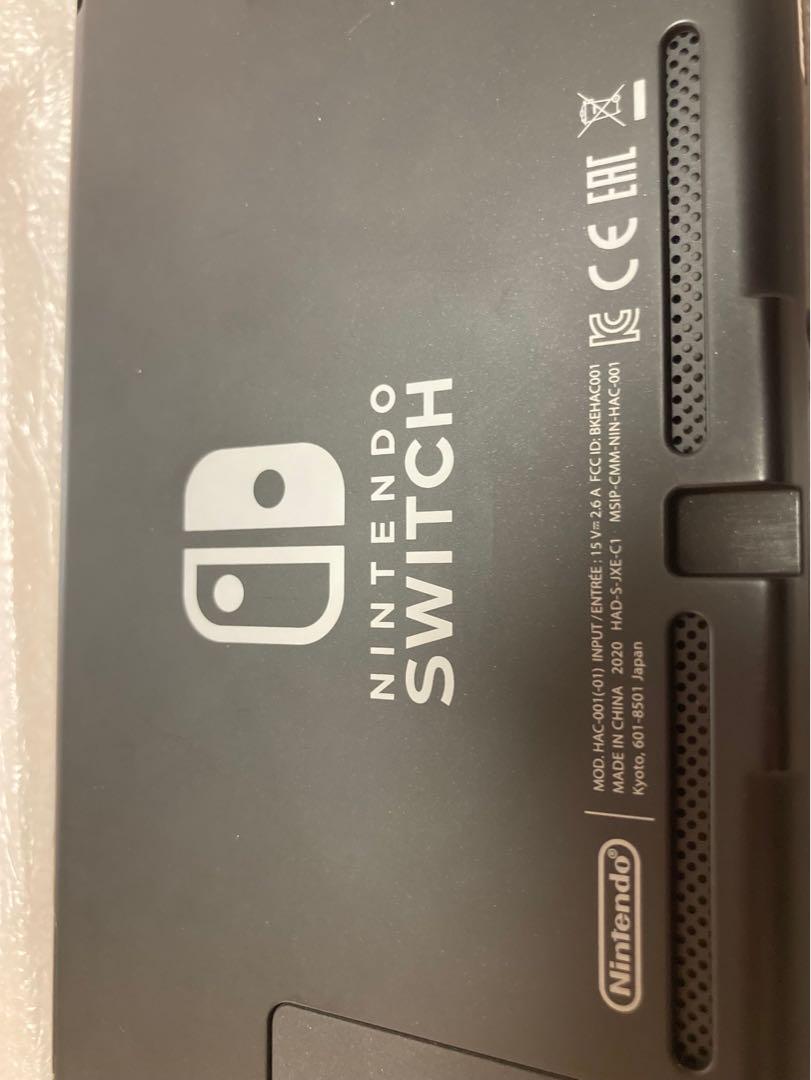 NINTENDO
SWITCH
Nintendo®
MOD. HAC-001(-01) INPUT / ENTRÉE : 15 V⎓ 2.6 A FCC ID: BKEHAC001
MADE IN CHINA 2020 HAD-S-JXE-C1 MSIP-CMM-NIN-HAC-001
Kyoto, 601-8501 Japan
CE EAC